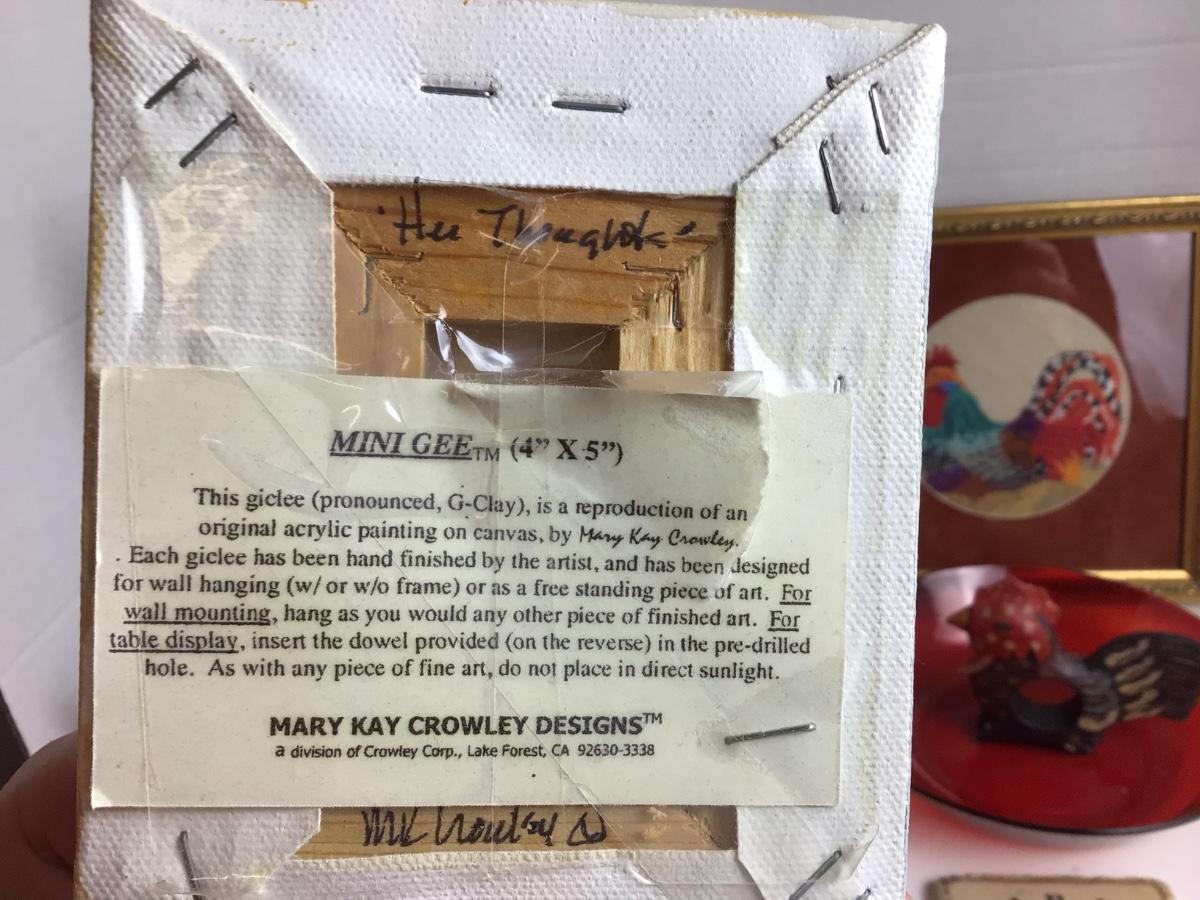 "Her Thoughts"
MINI GEE™ (4" X 5")
This giclee (pronounced, G-Clay), is a reproduction of an
original acrylic painting on canvas, by Mary Kay Crowley.
. Each giclee has been hand finished by the artist, and has been designed
for wall hanging (w/ or w/o frame) or as a free standing piece of art. For
wall mounting, hang as you would any other piece of finished art. For
table display, insert the dowel provided (on the reverse) in the pre-drilled
hole. As with any piece of fine art, do not place in direct sunlight.
MARY KAY CROWLEY DESIGNS™
a division of Crowley Corp., Lake Forest, CA 92630-3338
MK Crowley